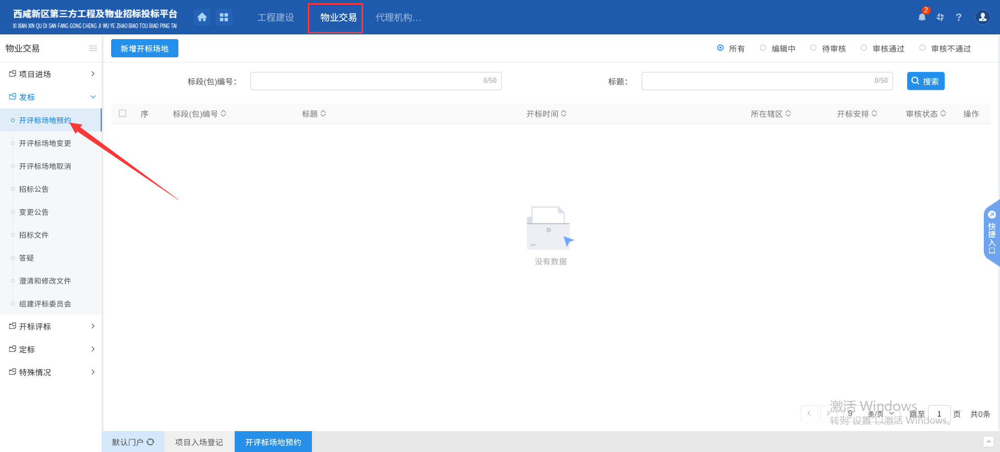 西咸新区第三方工程及物业招标投标平台
XI XIAN XIN QU DI SAN FANG GONG CHENG JI WU YE ZHAO BIAO TOU BIAO PING TAI
工程建设 物业交易 代理机构...
2
?
物业交易
新增开标场地
所有 编辑中 待审核 审核通过 审核不通过
项目进场
标段(包)编号： 0/50 标题： 0/50 搜索
发标
序 标段(包)编号 标题 开标时间 所在辖区 开标安排 审核状态 操作
开评标场地预约
开评标场地变更
开评标场地取消
招标公告
变更公告
招标文件
答疑
澄清和修改文件
组建评标委员会
开标评标
定标
特殊情况
没有数据
快捷入口
激活 Windows
9 条/页 跳至 1 页 共0条
转到"设置"以激活 Windows。
默认门户 项目入场登记 开评标场地预约